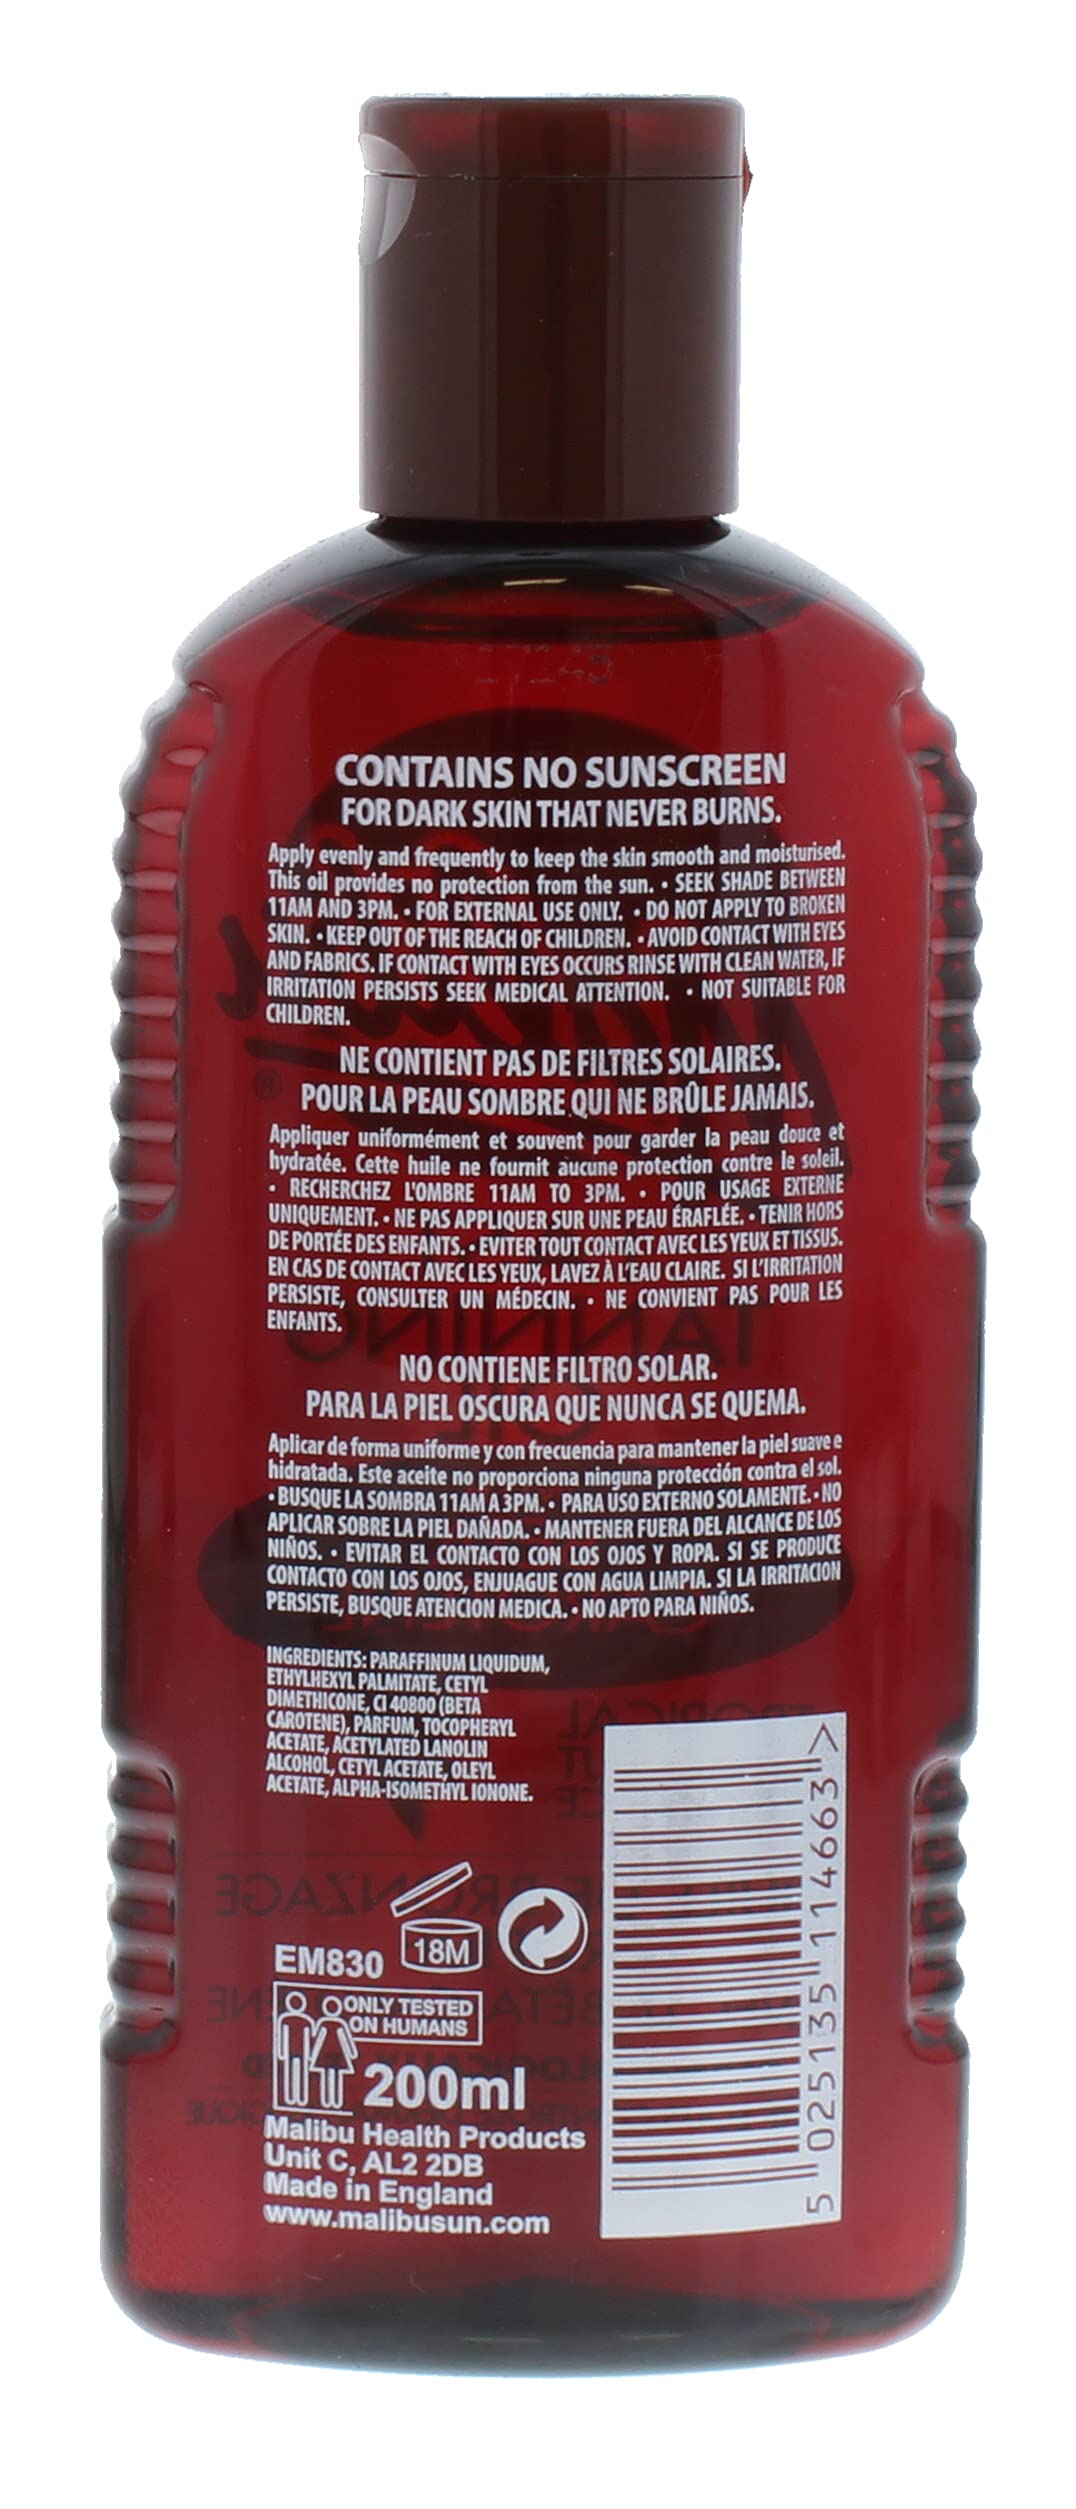 CONTAINS NO SUNSCREEN
FOR DARK SKIN THAT NEVER BURNS.
Apply evenly and frequently to keep the skin smooth and moisturised.
This oil provides no protection from the sun. • SEEK SHADE BETWEEN
11AM AND 3PM. • FOR EXTERNAL USE ONLY. • DO NOT APPLY TO BROKEN
SKIN. • KEEP OUT OF THE REACH OF CHILDREN. • AVOID CONTACT WITH EYES
AND FABRICS. IF CONTACT WITH EYES OCCURS RINSE WITH CLEAN WATER, IF
IRRITATION PERSISTS SEEK MEDICAL ATTENTION. • NOT SUITABLE FOR
CHILDREN.
NE CONTIENT PAS DE FILTRES SOLAIRES.
POUR LA PEAU SOMBRE QUI NE BRÛLE JAMAIS.
Appliquer uniformément et souvent pour garder la peau douce et
hydratée. Cette huile ne fournit aucune protection contre le soleil.
• RECHERCHEZ L'OMBRE 11AM TO 3PM. • POUR USAGE EXTERNE
UNIQUEMENT. • NE PAS APPLIQUER SUR UNE PEAU ÉRAFLÉE. • TENIR HORS
DE PORTÉE DES ENFANTS. • EVITER TOUT CONTACT AVEC LES YEUX ET TISSUS.
EN CAS DE CONTACT AVEC LES YEUX, LAVEZ À L'EAU CLAIRE. SI L'IRRITATION
PERSISTE, CONSULTER UN MÉDECIN. • NE CONVIENT PAS POUR LES
ENFANTS.
NO CONTIENE FILTRO SOLAR.
PARA LA PIEL OSCURA QUE NUNCA SE QUEMA.
Aplicar de forma uniforme y con frecuencia para mantener la piel suave e
hidratada. Este aceite no proporciona ninguna protección contra el sol.
• BUSQUE LA SOMBRA 11AM A 3PM. • PARA USO EXTERNO SOLAMENTE. • NO
APLICAR SOBRE LA PIEL DAÑADA. • MANTENER FUERA DEL ALCANCE DE LOS
NIÑOS. • EVITAR EL CONTACTO CON LOS OJOS Y ROPA. SI SE PRODUCE
CONTACTO CON LOS OJOS, ENJUAGUE CON AGUA LIMPIA. SI LA IRRITACION
PERSISTE, BUSQUE ATENCION MEDICA. • NO APTO PARA NIÑOS.
INGREDIENTS: PARAFFINUM LIQUIDUM,
ETHYLHEXYL PALMITATE, CETYL
DIMETHICONE, CI 40800 (BETA
CAROTENE), PARFUM, TOCOPHERYL
ACETATE, ACETYLATED LANOLIN
ALCOHOL, CETYL ACETATE, OLEYL
ACETATE, ALPHA-ISOMETHYL IONONE.
18M
EM830
ONLY TESTED
ON HUMANS
200ml
Malibu Health Products
Unit C, AL2 2DB
Made in England
www.malibusun.com
5 025135 114663 >